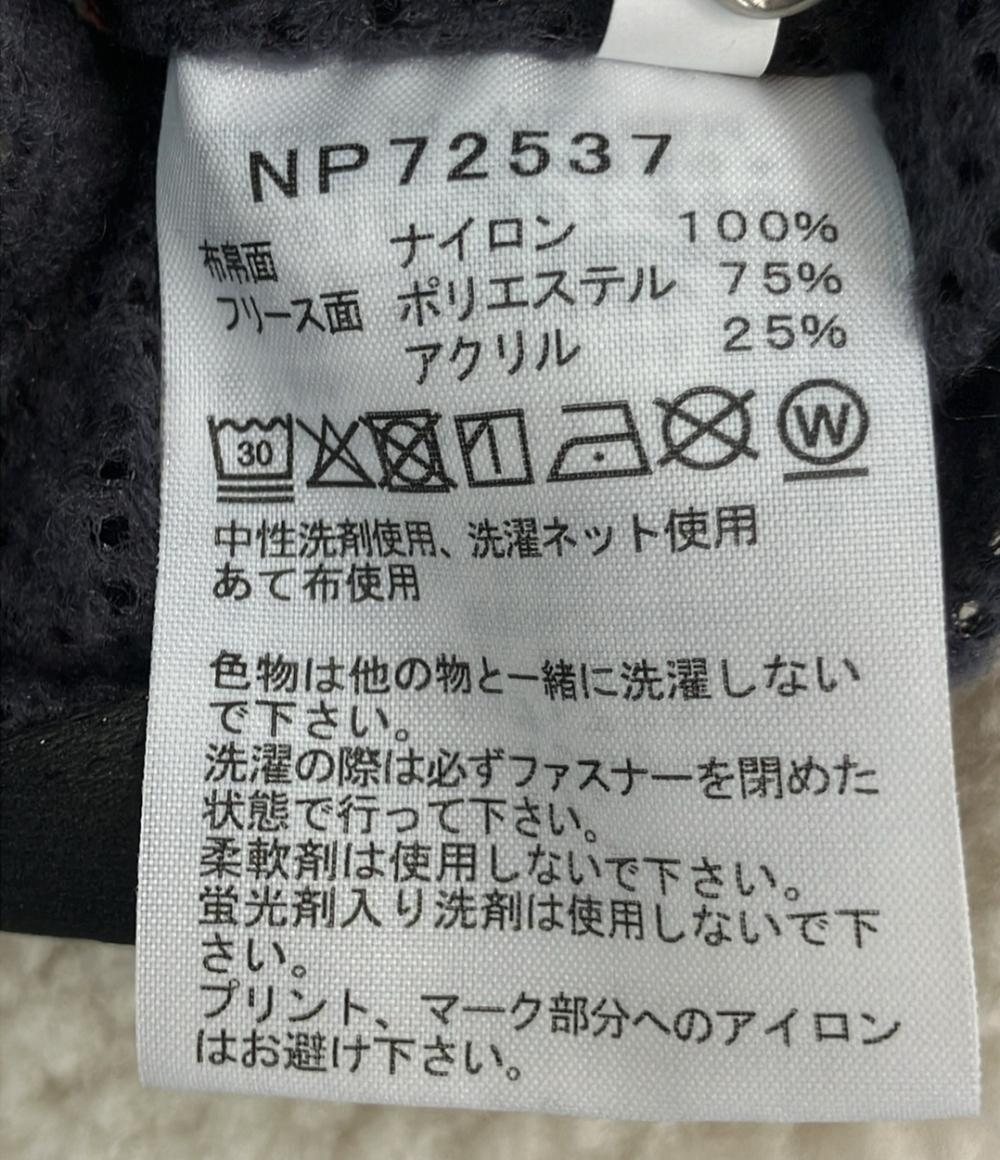 NP72537
布帛面 ナイロン 100%
フリース面 ポリエステル 75%
アクリル 25%
30 W
中性洗剤使用、洗濯ネット使用
あて布使用
色物は他の物と一緒に洗濯しない
で下さい。
洗濯の際は必ずファスナーを閉めた
状態で行って下さい。
柔軟剤は使用しないで下さい。
蛍光剤入り洗剤は使用しないで下
さい。
プリント、マーク部分へのアイロン
はお避け下さい。